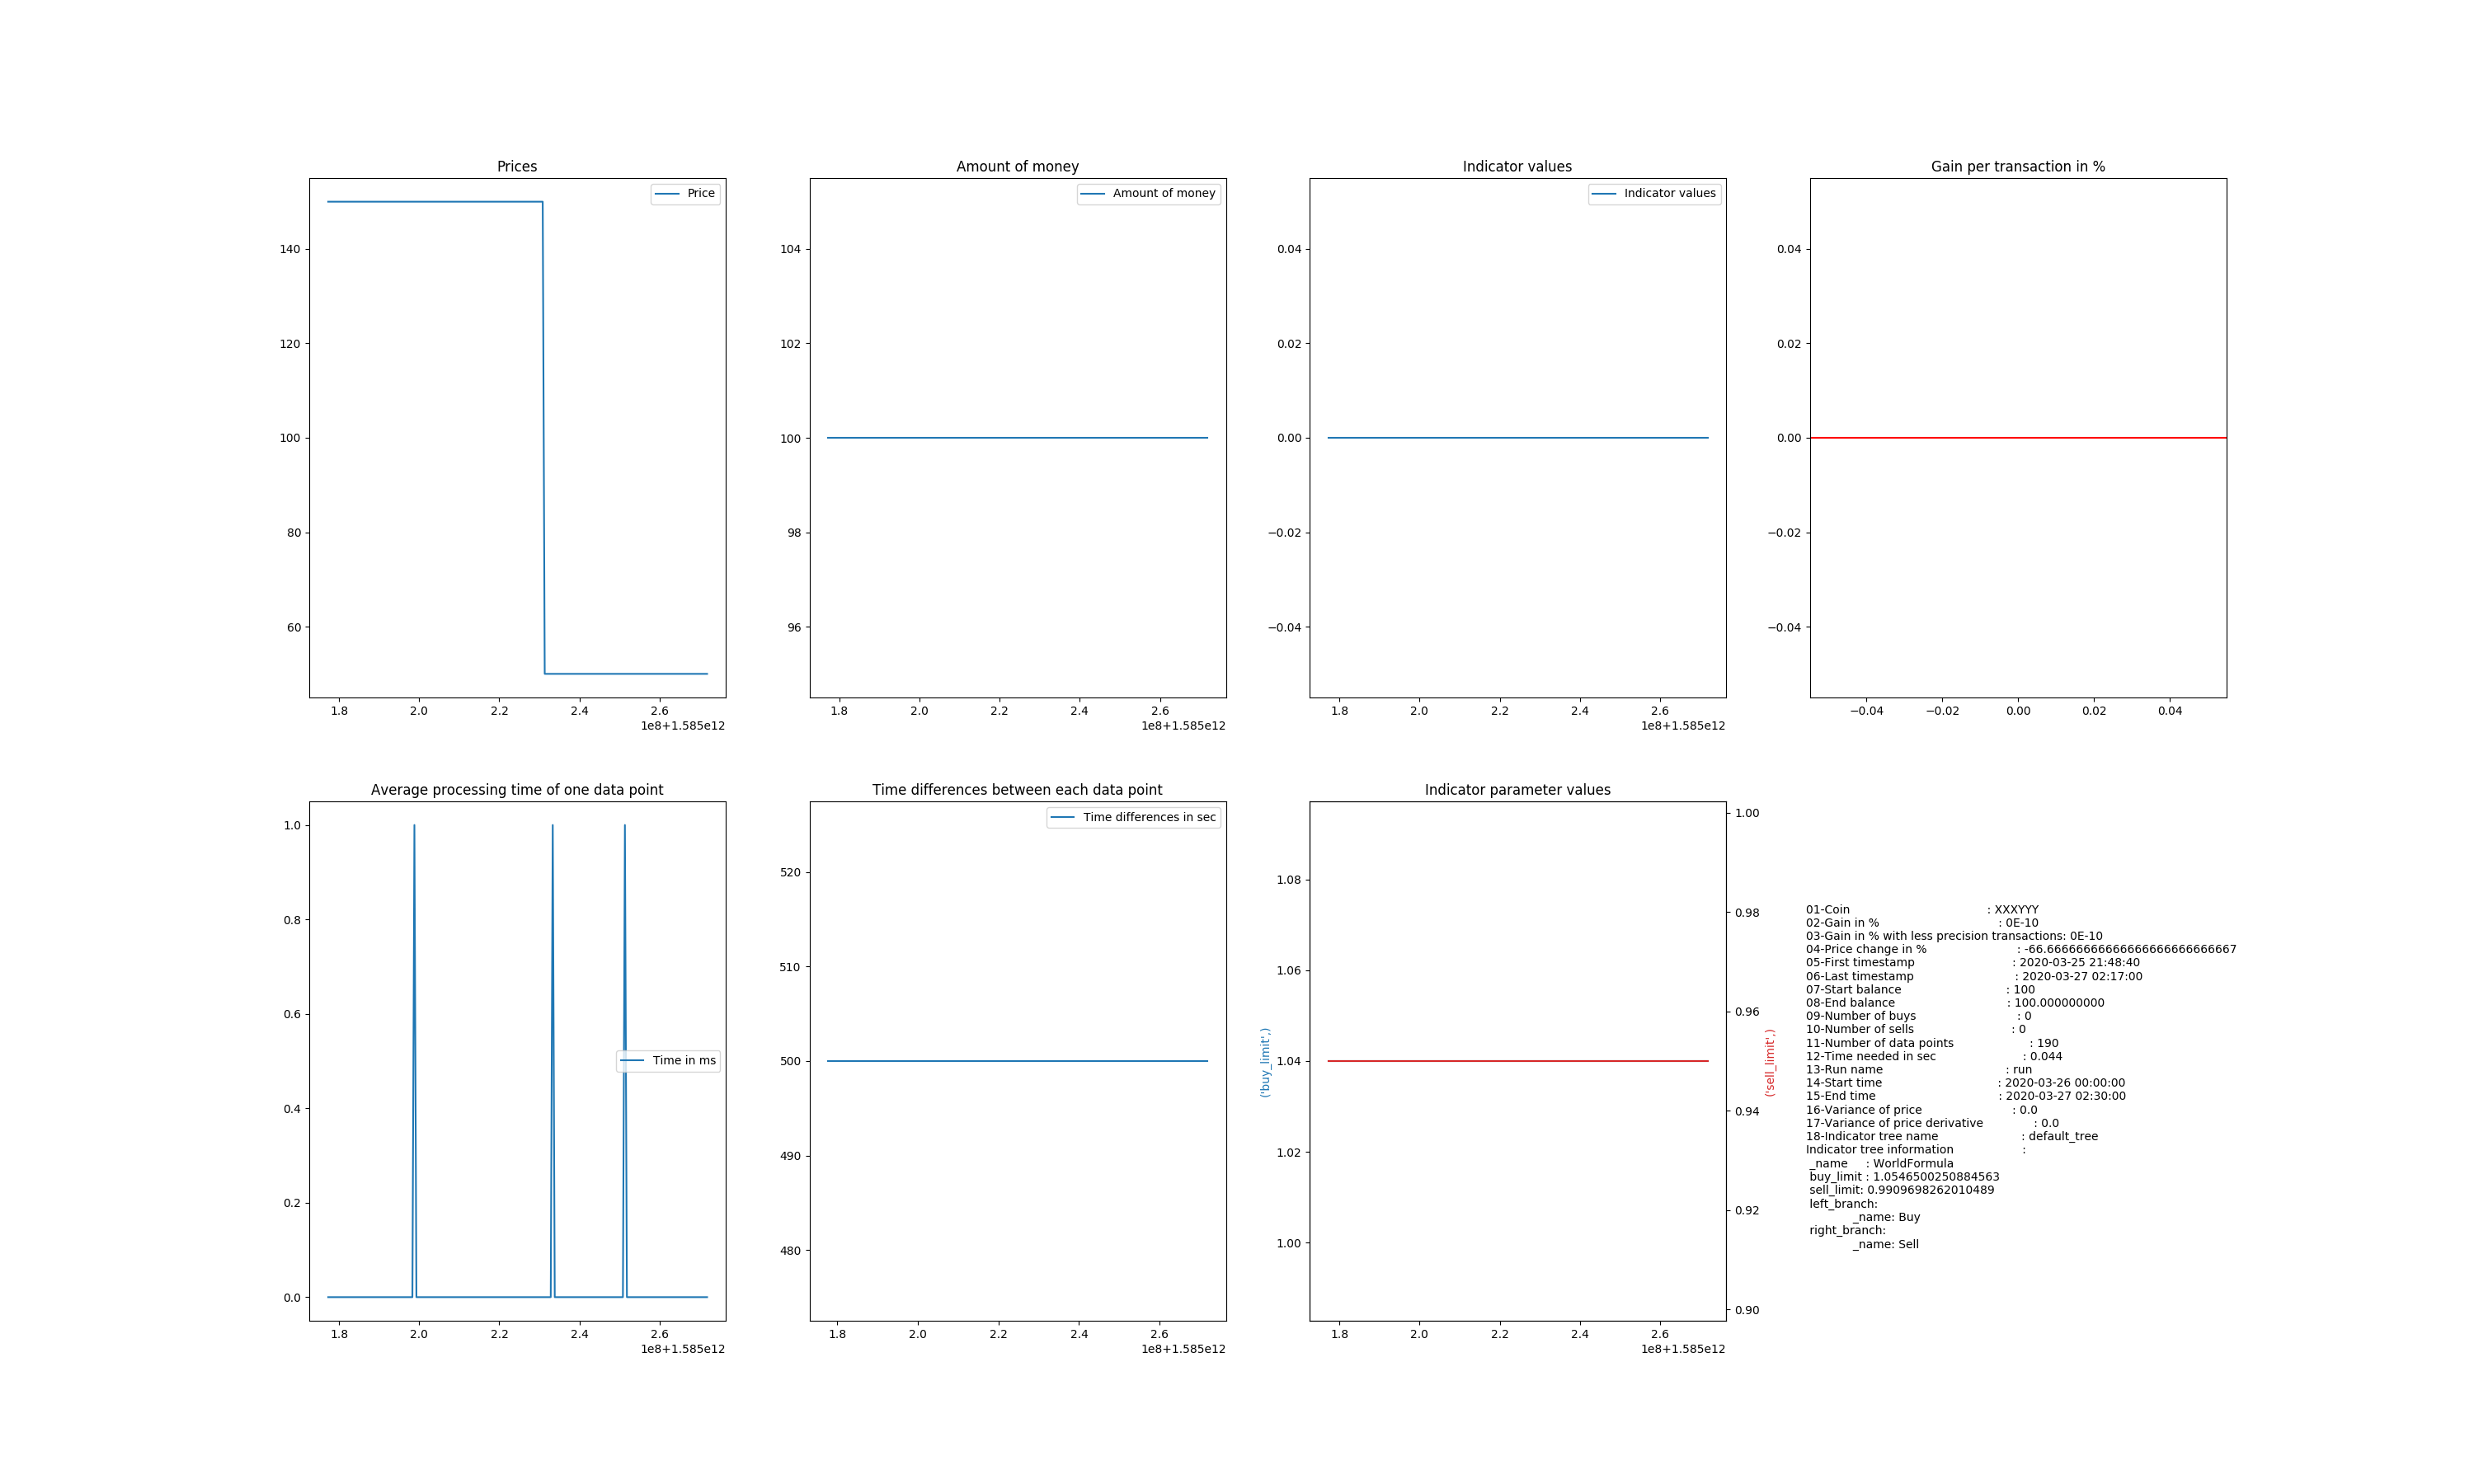 Prices
Price
140
120
100
80
60
1.8 2.0 2.2 2.4 2.6
1e8+1.585e12
Amount of money
Amount of money
104
102
100
98
96
1.8 2.0 2.2 2.4 2.6
1e8+1.585e12
Indicator values
Indicator values
0.04
0.02
0.00
−0.02
−0.04
1.8 2.0 2.2 2.4 2.6
1e8+1.585e12
Gain per transaction in %
0.04
0.02
0.00
−0.02
−0.04
−0.04 −0.02 0.00 0.02 0.04
Average processing time of one data point
1.0
0.8
0.6
0.4
0.2
0.0
Time in ms
1.8 2.0 2.2 2.4 2.6
1e8+1.585e12
Time differences between each data point
Time differences in sec
520
510
500
490
480
1.8 2.0 2.2 2.4 2.6
1e8+1.585e12
Indicator parameter values
('buy_limit',)
1.08
1.06
1.04
1.02
1.00
1.8 2.0 2.2 2.4 2.6
1e8+1.585e12
1.00
0.98
0.96
0.94
0.92
0.90
('sell_limit',)
01-Coin : XXXYYY
02-Gain in % : 0E-10
03-Gain in % with less precision transactions: 0E-10
04-Price change in % : -66.66666666666666666666666667
05-First timestamp : 2020-03-25 21:48:40
06-Last timestamp : 2020-03-27 02:17:00
07-Start balance : 100
08-End balance : 100.000000000
09-Number of buys : 0
10-Number of sells : 0
11-Number of data points : 190
12-Time needed in sec : 0.044
13-Run name : run
14-Start time : 2020-03-26 00:00:00
15-End time : 2020-03-27 02:30:00
16-Variance of price : 0.0
17-Variance of price derivative : 0.0
18-Indicator tree name : default_tree
Indicator tree information :
_name : WorldFormula
buy_limit : 1.0546500250884563
sell_limit: 0.9909698262010489
left_branch:
_name: Buy
right_branch:
_name: Sell